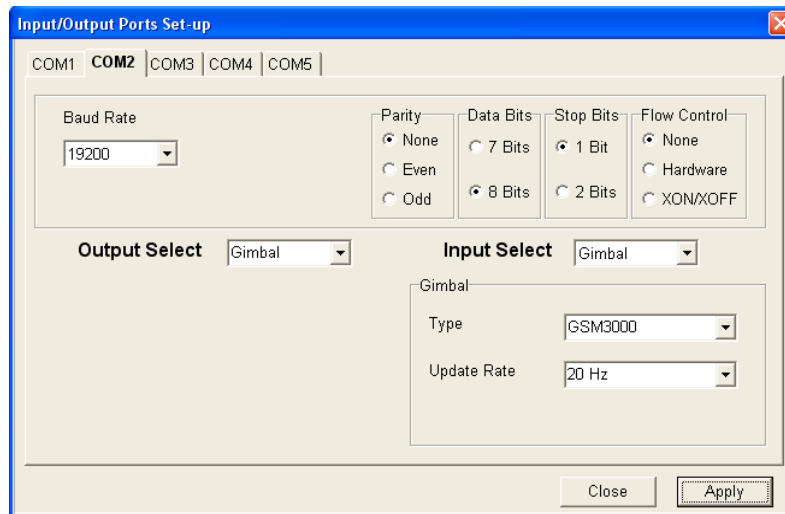 Input/Output Ports Set-up
COM1 COM2 COM3 COM4 COM5
Baud Rate
19200
Parity
None
Even
Odd
Data Bits
7 Bits
8 Bits
Stop Bits
1 Bit
2 Bits
Flow Control
None
Hardware
XON/XOFF
Output Select Gimbal
Input Select Gimbal
Gimbal
Type GSM3000
Update Rate 20 Hz
Close Apply